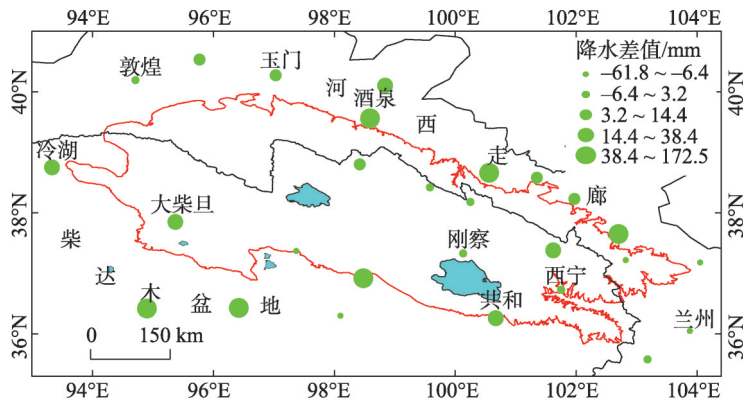 94°E 96°E 98°E 100°E 102°E 104°E
降水差值/mm
−61.8 ~ −6.4
−6.4 ~ 3.2
3.2 ~ 14.4
14.4 ~ 38.4
38.4 ~ 172.5
40°N
38°N
36°N
敦煌
玉门
河
酒泉
西
走
廊
冷湖
大柴旦
柴
达
木
盆
地
刚察
西宁
共和
兰州
0 150 km
40°N
38°N
36°N
94°E 96°E 98°E 100°E 102°E 104°E